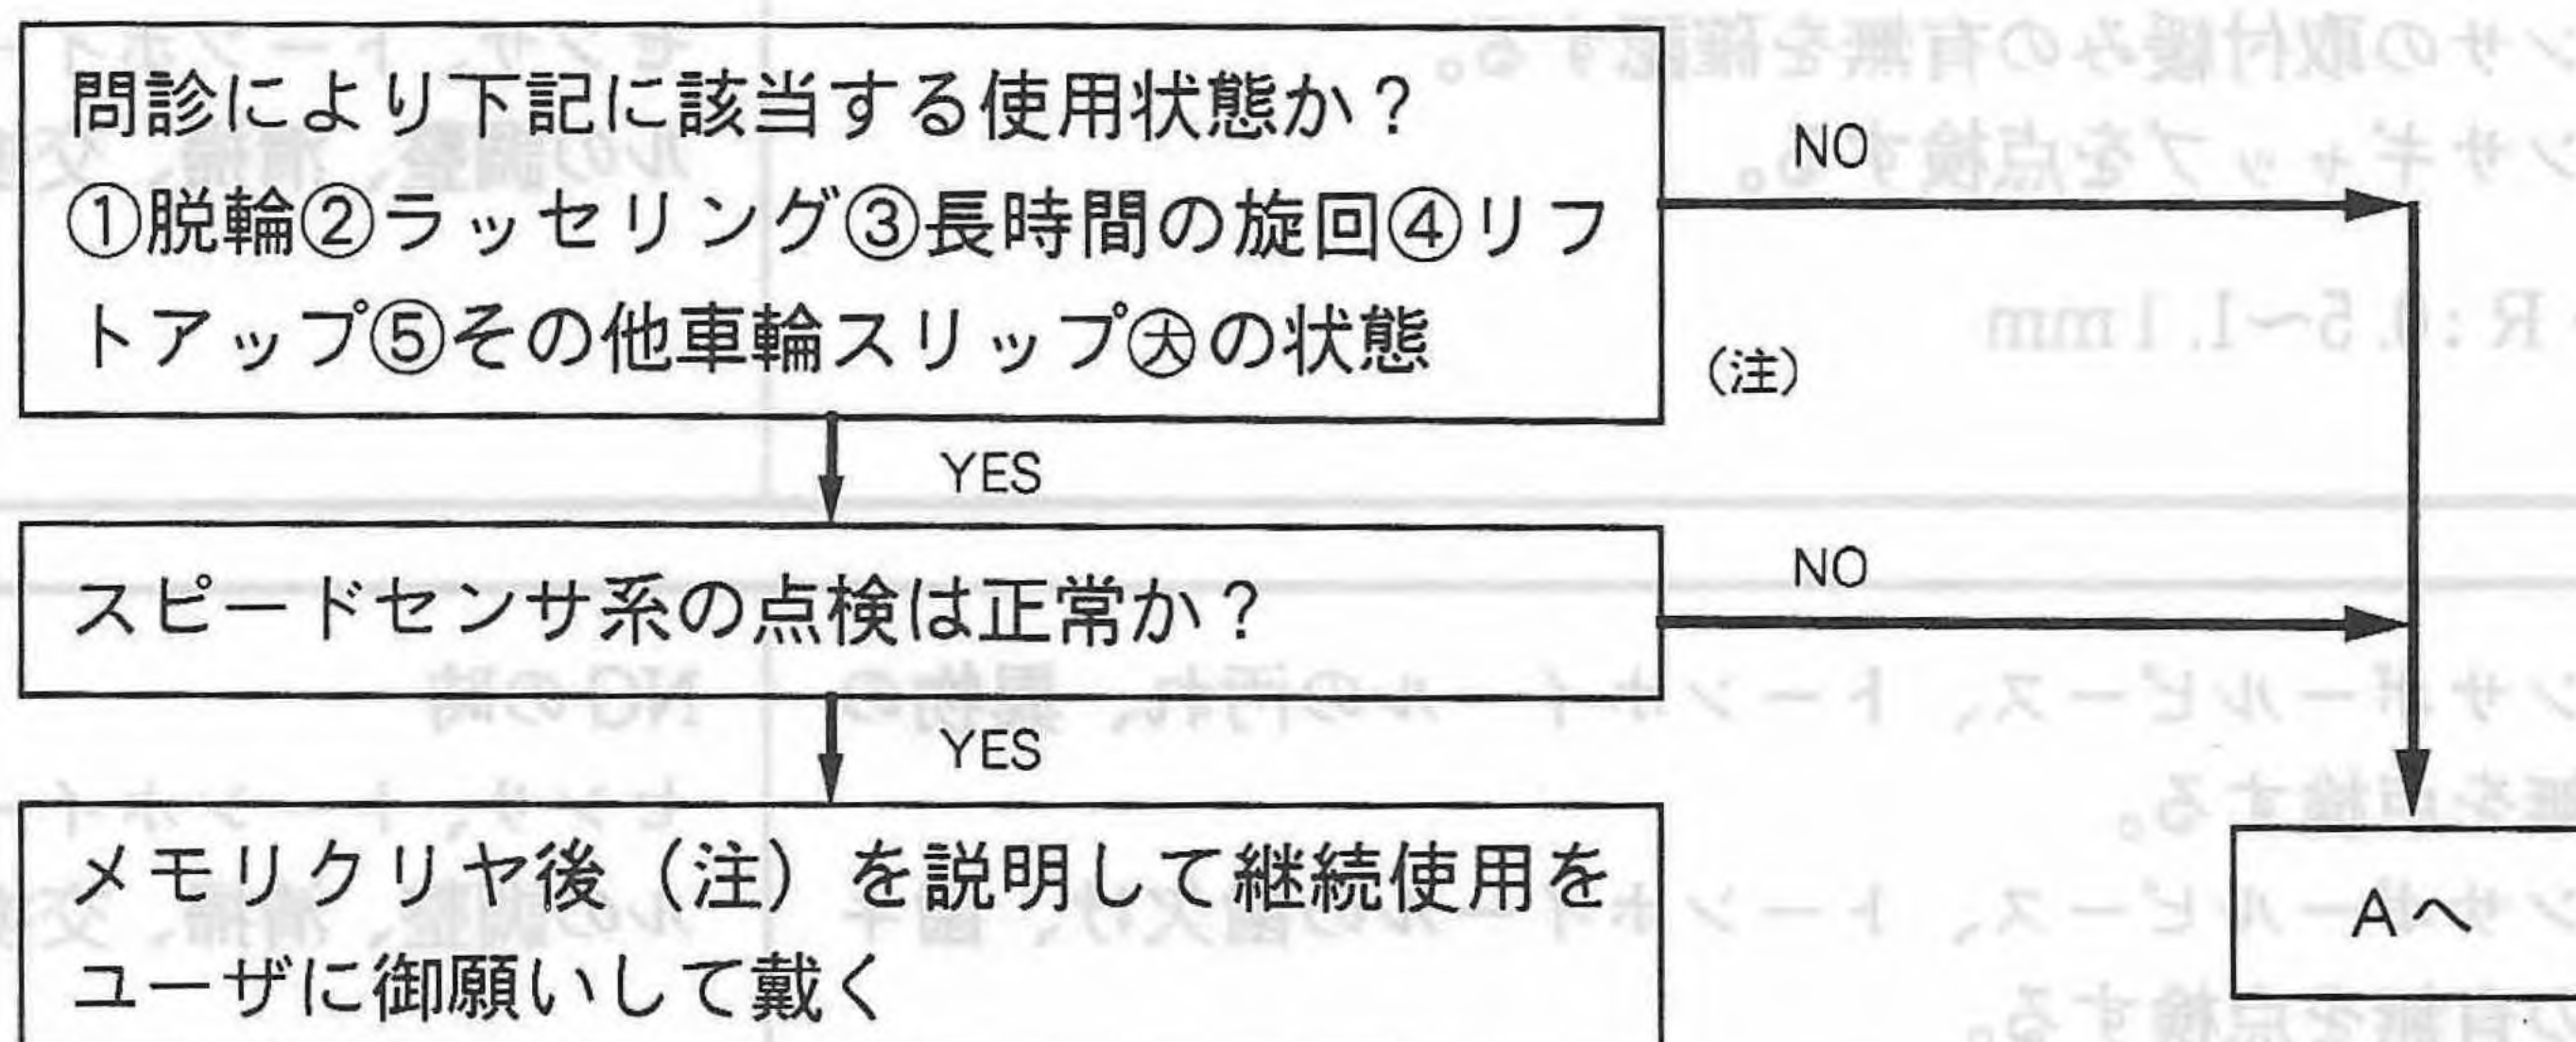 問診により下記に該当する使用状態か？
①脱輪②ラッセリング③長時間の旋回④リフ
トアップ⑤その他車輪スリップ㊛の状態
NO
（注）
YES
スピードセンサ系の点検は正常か？
NO
YES
メモリクリヤ後（注）を説明して継続使用を
ユーザに御願いして戴く
Aへ